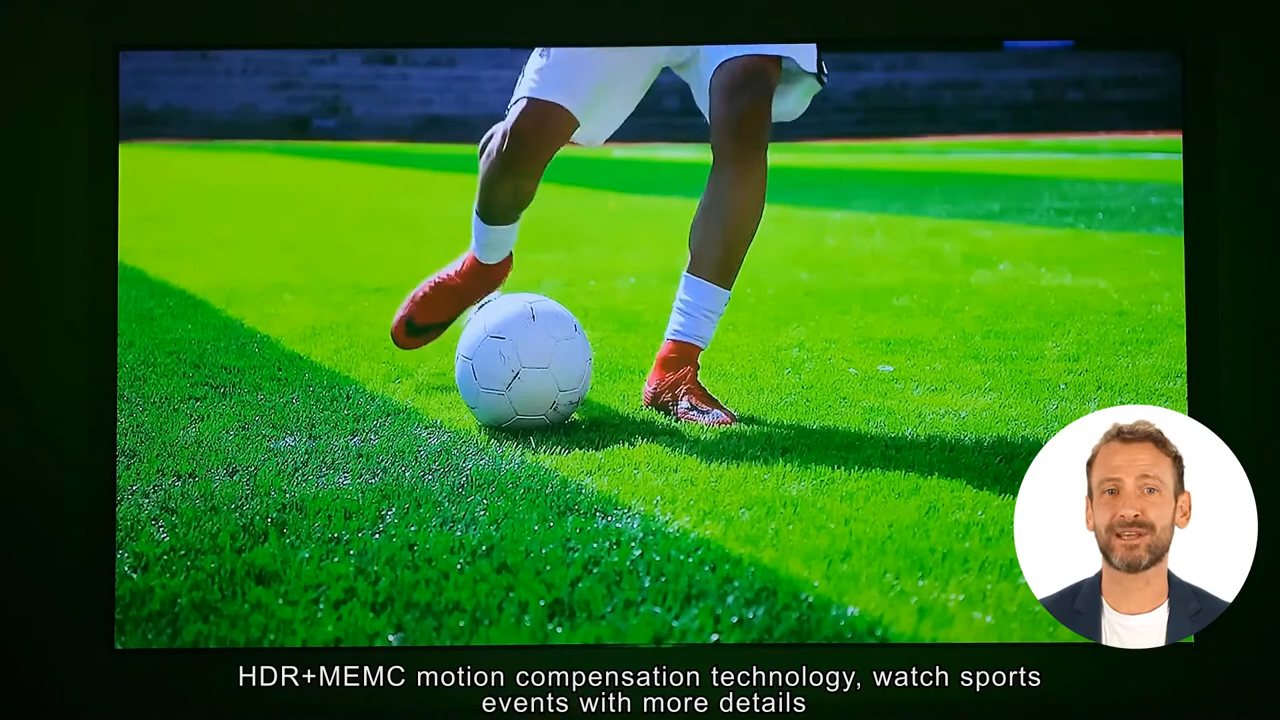 HDR+MEMC motion compensation technology, watch sports
events with more details